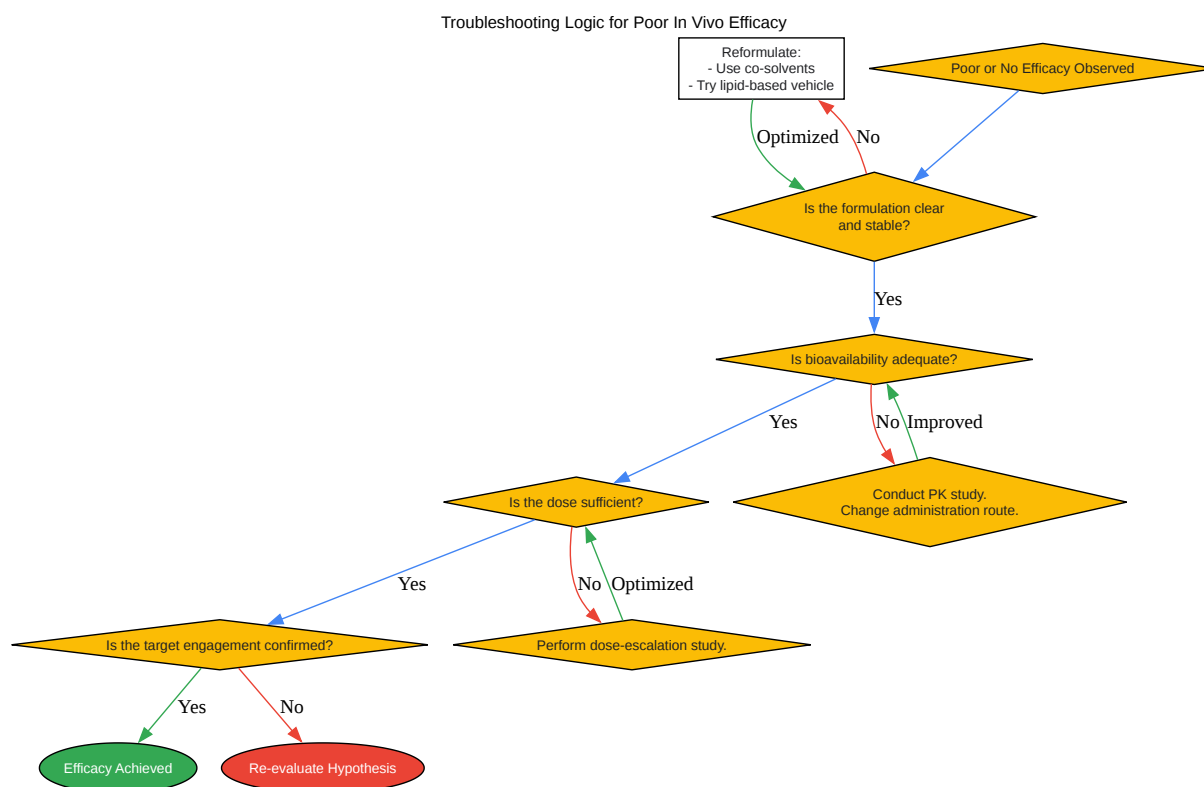 Troubleshooting Logic for Poor In Vivo Efficacy
Reformulate:
- Use co-solvents
- Try lipid-based vehicle
Poor or No Efficacy Observed
Optimized
No
Is the formulation clear
and stable?
Yes
Is bioavailability adequate?
Yes
No
Improved
Is the dose sufficient?
Conduct PK study.
Change administration route.
Yes
No
Optimized
Is the target engagement confirmed?
Perform dose-escalation study.
Yes
No
Efficacy Achieved
Re-evaluate Hypothesis